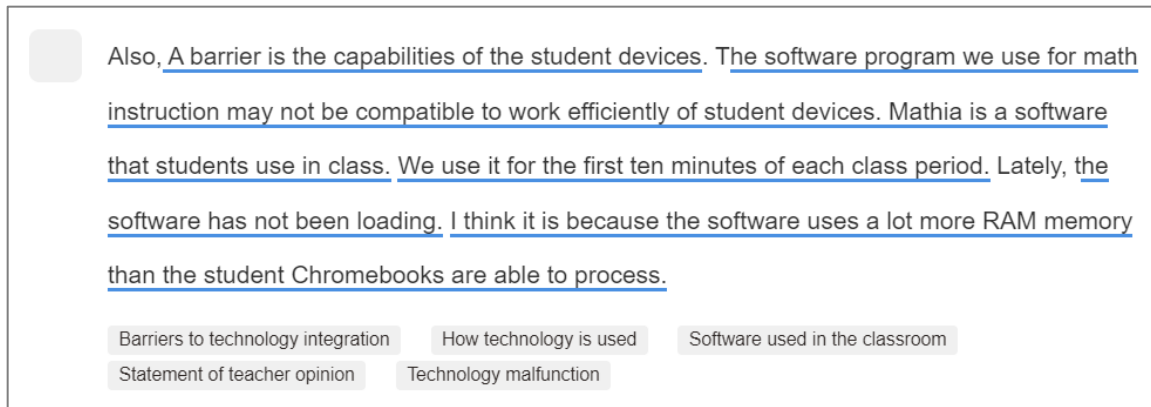 Also, A barrier is the capabilities of the student devices. The software program we use for math
instruction may not be compatible to work efficiently of student devices. Mathia is a software
that students use in class. We use it for the first ten minutes of each class period. Lately, the
software has not been loading. I think it is because the software uses a lot more RAM memory
than the student Chromebooks are able to process.
Barriers to technology integration How technology is used Software used in the classroom
Statement of teacher opinion Technology malfunction